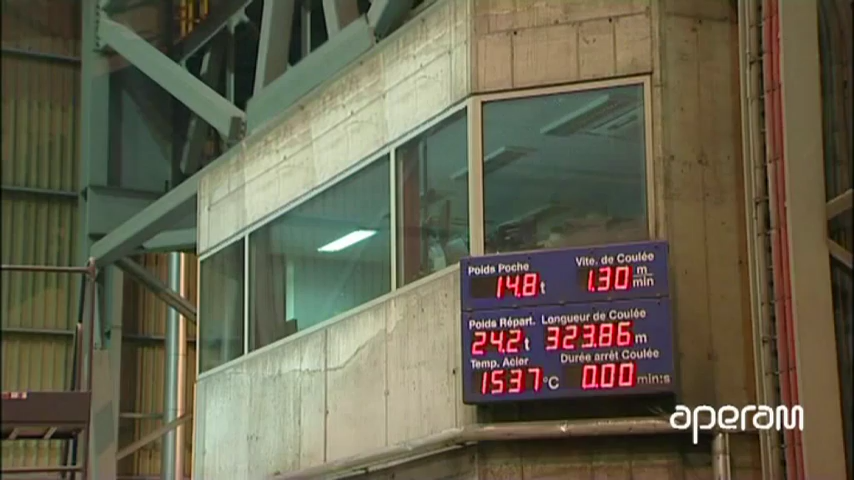 Poids Poche Vite. de Coulée
14.8 t 1.30 m/min
Poids Répart. Longueur de Coulée
24.2 t 323.86 m
Temp. Acier Durée arrêt Coulée
1537 °C 0.00 min:s
aperam